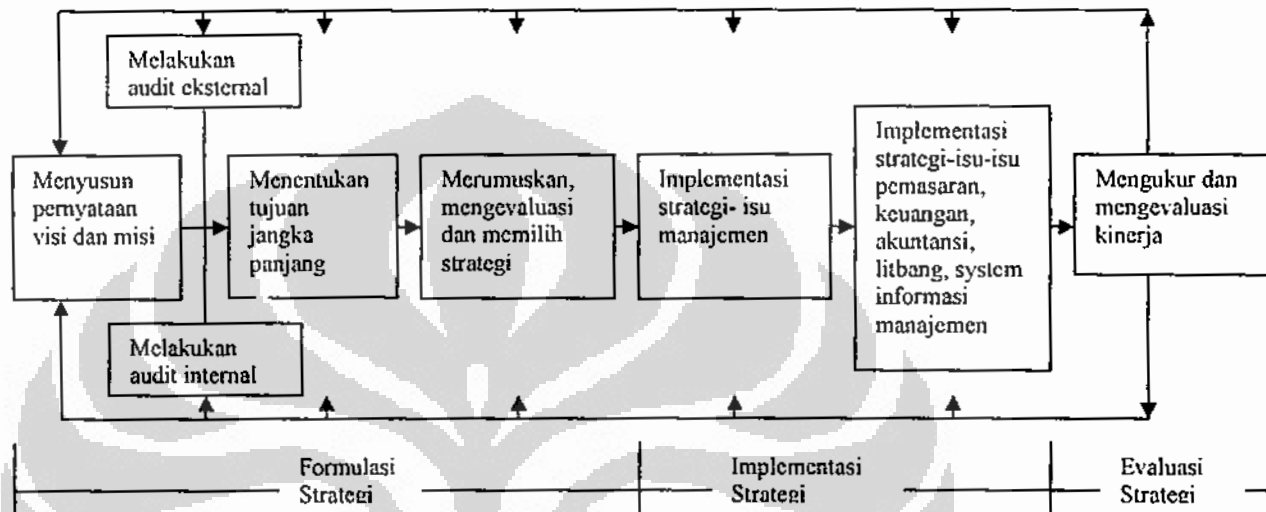 Melakukan
audit eksternal
Menyusun
pernyataan
visi dan misi
Menentukan
tujuan
jangka
panjang
Merumuskan,
mengevaluasi
dan memilih
strategi
Implementasi
strategi- isu
manajemen
Implementasi
strategi-isu-isu
pemasaran,
keuangan,
akuntansi,
litbang, system
informasi
manajemen
Mengukur dan
mengevaluasi
kinerja
Melakukan
audit internal
Formulasi
Strategi
Implementasi
Strategi
Evaluasi
Strategi